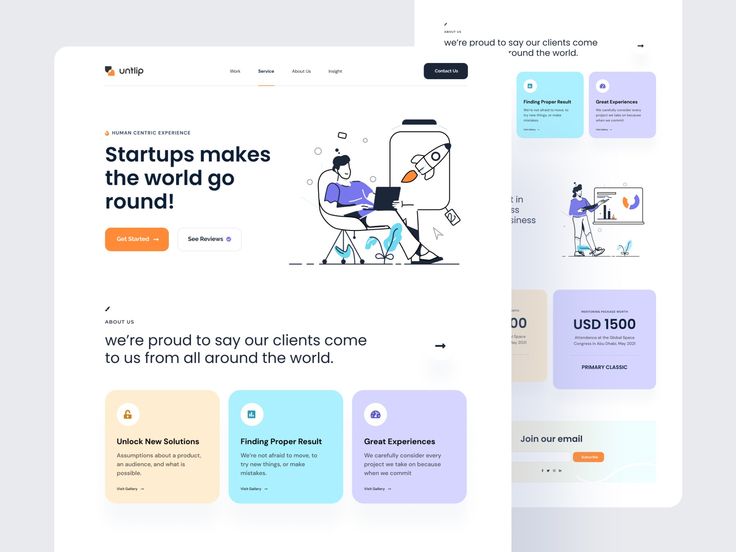 untlip
Work
Service
About Us
Insight
Contact Us
HUMAN CENTRIC EXPERIENCE
Startups makes
the world go
round!
Get Started
See Reviews
ABOUT US
we're proud to say our clients come
to us from all around the world.
Unlock New Solutions
Assumptions about a product,
an audience, and what is
possible.
Visit Gallery
Finding Proper Result
We're not afraid to move, to
try new things, or make
mistakes.
Visit Gallery
Great Experiences
We carefully consider every
project we take on because
when we commit
Visit Gallery
ABOUT US
we're proud to say our clients come
round the world.
Finding Proper Result
We're not afraid to move, to
try new things, or make
mistakes.
Visit Gallery
Great Experiences
We carefully consider every
project we take on because
when we commit
Visit Gallery
t in
ss
siness
00
Space
May, 2021
MENTORING PACKAGE WORTH
USD 1500
Attendance at the Global Space
Congress in Abu Dhabi, May, 2021
PRIMARY CLASSIC
Join our email
Subscribe